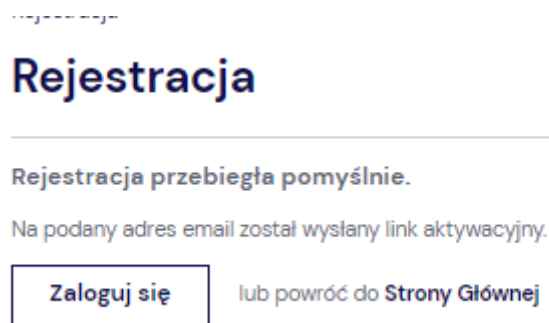 Rejestracja
Rejestracja
Rejestracja przebiegła pomyślnie.
Na podany adres email został wysłany link aktywacyjny.
Zaloguj się lub powróć do Strony Głównej